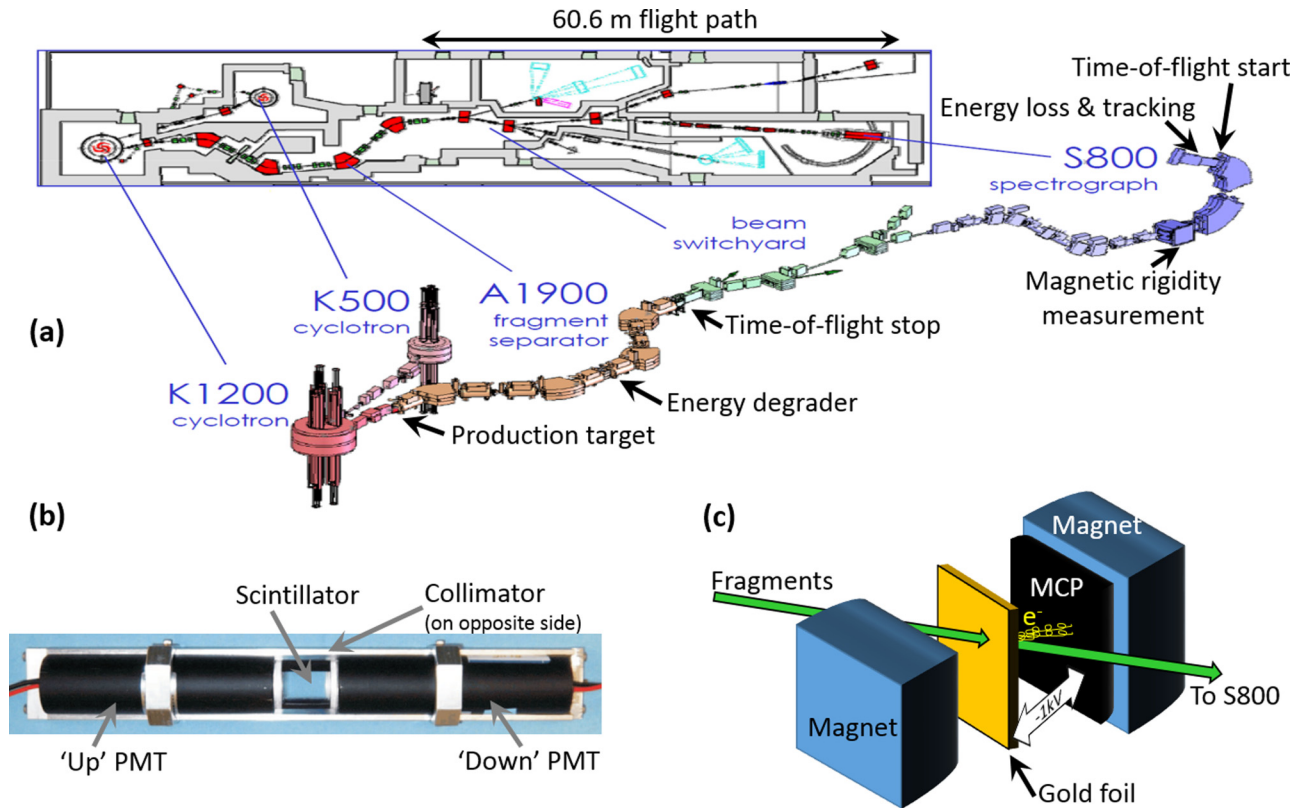 (a)
60.6 m flight path
Time-of-flight start
Energy loss & tracking
S800
spectrograph
beam
switchyard
Magnetic rigidity
measurement
K500
cyclotron
A1900
fragment
separator
Time-of-flight stop
K1200
cyclotron
Energy degrader
Production target
(b)
Scintillator
Collimator
(on opposite side)
'Up' PMT
'Down' PMT
(c)
Magnet
Fragments
MCP
e-
To S800
-1kV
Magnet
Gold foil